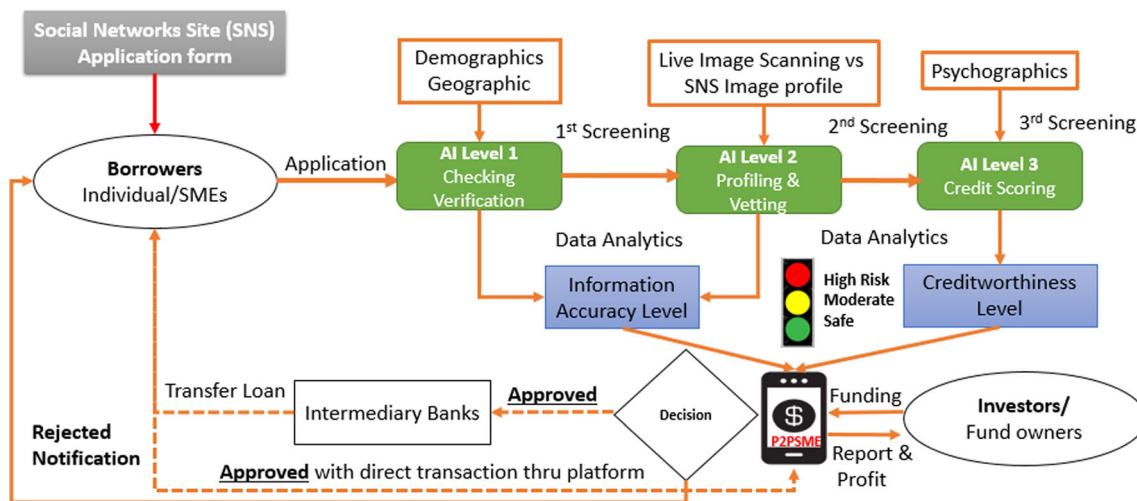 Social Networks Site (SNS)
Application form
Demographics
Geographic
Live Image Scanning vs
SNS Image profile
Psychographics
1st Screening
2nd Screening
3rd Screening
Borrowers
Individual/SMEs
Application
AI Level 1
Checking
Verification
AI Level 2
Profiling &
Vetting
AI Level 3
Credit Scoring
Data Analytics
Data Analytics
Information
Accuracy Level
High Risk
Moderate
Safe
Creditworthiness
Level
Transfer Loan
Intermediary Banks
Approved
Decision
$
P2PSME
Funding
Report &
Profit
Investors/
Fund owners
Rejected
Notification
Approved with direct transaction thru platform